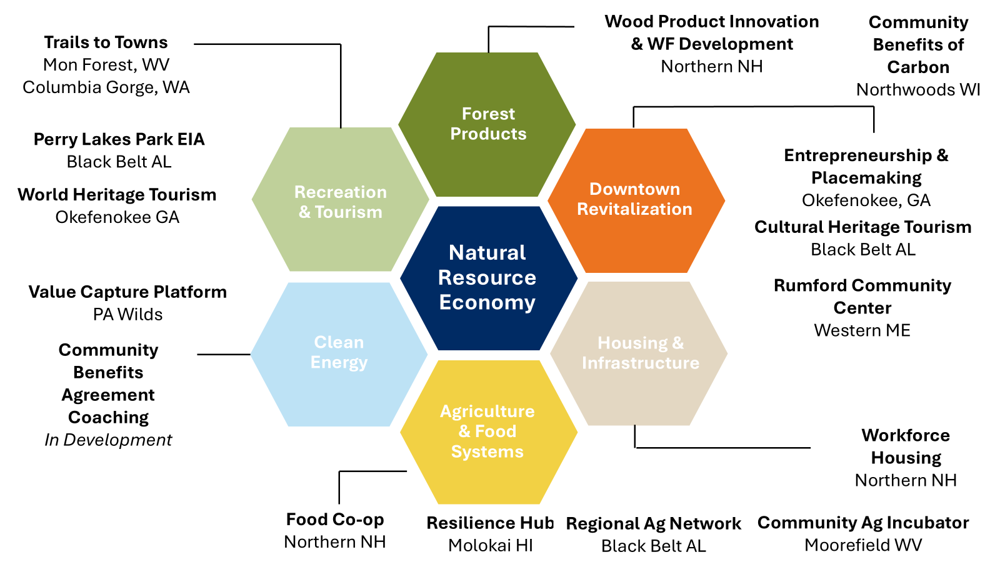 Trails to Towns
Mon Forest, WV
Columbia Gorge, WA
Perry Lakes Park EIA
Black Belt AL
World Heritage Tourism
Okefenokee GA
Value Capture Platform
PA Wilds
Community
Benefits
Agreement
Coaching
In Development
Wood Product Innovation
& WF Development
Northern NH
Community
Benefits of
Carbon
Northwoods WI
Forest
Products
Recreation
& Tourism
Downtown
Revitalization
Natural
Resource
Economy
Clean
Energy
Housing &
Infrastructure
Agriculture
& Food
Systems
Entrepreneurship &
Placemaking
Okefenokee, GA
Cultural Heritage Tourism
Black Belt AL
Rumford Community
Center
Western ME
Workforce
Housing
Northern NH
Food Co-op
Northern NH
Resilience Hub
Molokai HI
Regional Ag Network
Black Belt AL
Community Ag Incubator
Moorefield WV